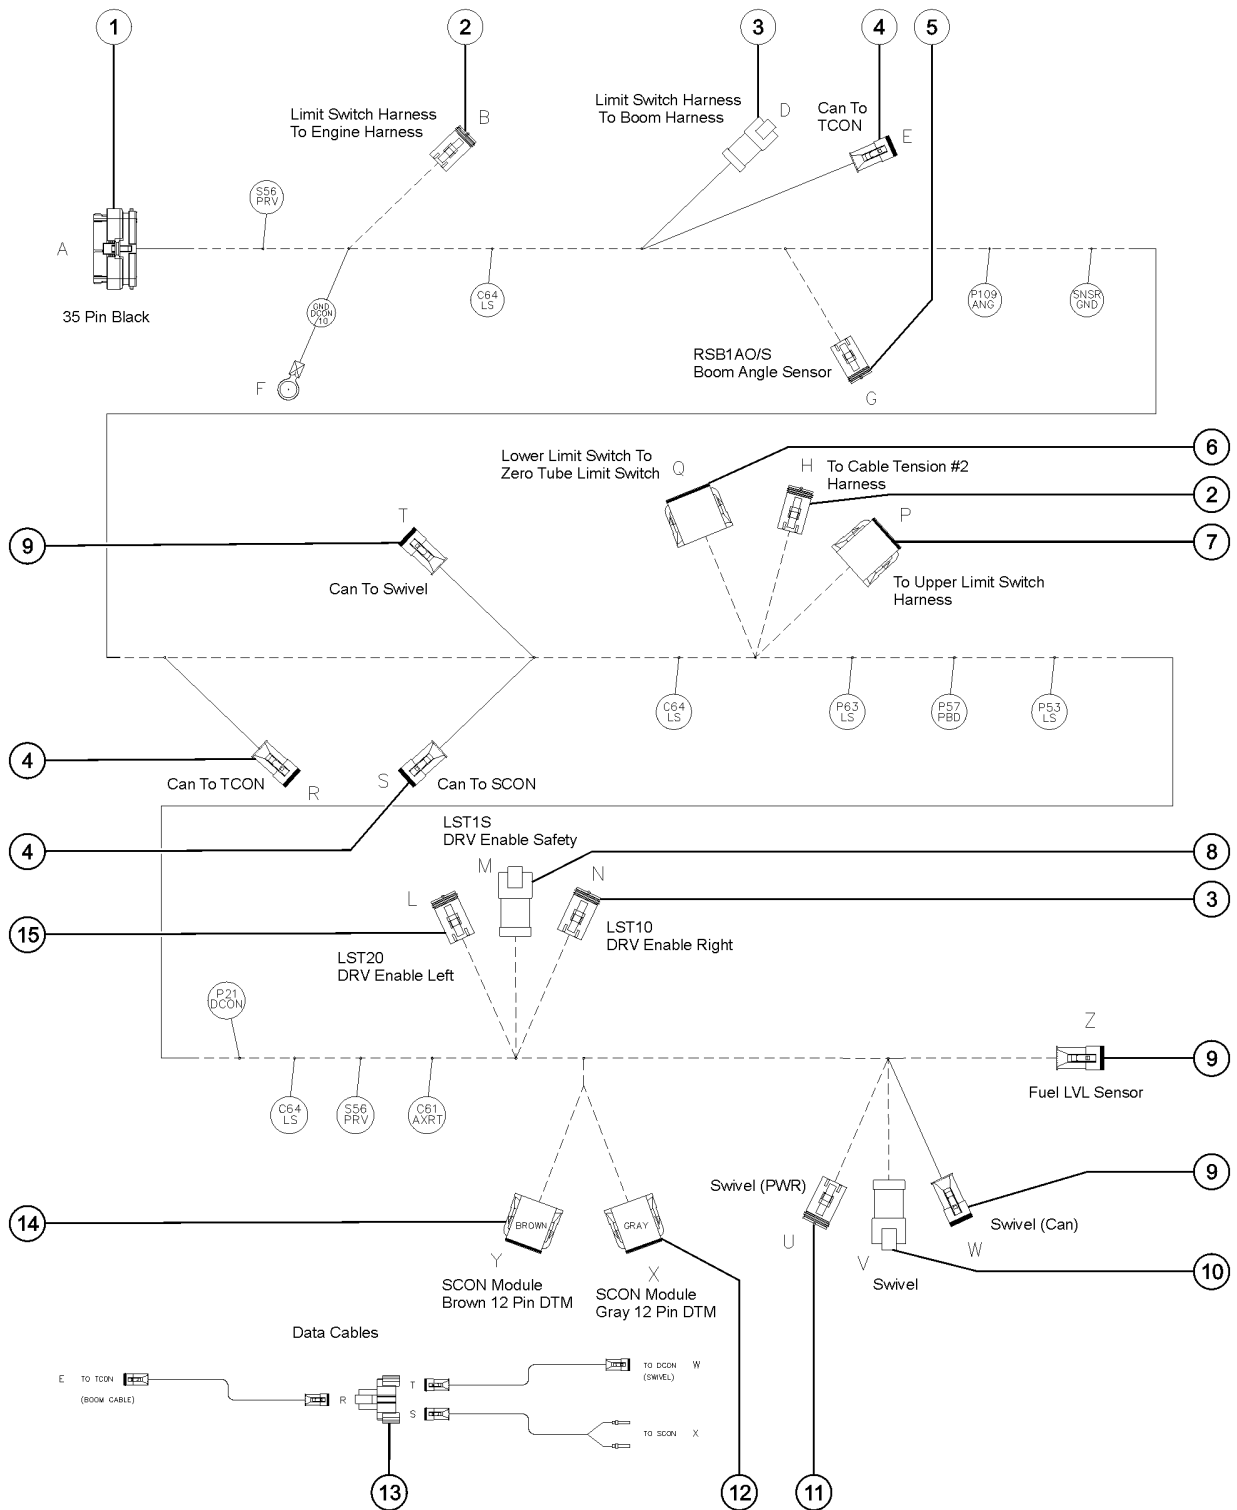 1
2
3
4
5
Limit Switch Harness
To Engine Harness
B
Limit Switch Harness
To Boom Harness
D
Can To
TCON
E
S56
PRV
A
35 Pin Black
GND
DCON
10
F
C64
LS
RSB1AO/S
Boom Angle Sensor
G
P109
ANG
SNSR
GND
6
Lower Limit Switch To
Zero Tube Limit Switch
Q
H
To Cable Tension #2
Harness
2
P
7
To Upper Limit Switch
Harness
9
T
Can To Swivel
C64
LS
P63
LS
P57
PBD
P53
LS
4
Can To TCON
R
S
Can To SCON
4
LST1S
DRV Enable Safety
M
8
L
N
3
15
LST20
DRV Enable Left
LST10
DRV Enable Right
P21
DCON
Z
9
Fuel LVL Sensor
C64
LS
S56
PRV
C61
AXRT
9
Swivel (PWR)
Swivel (Can)
14
BROWN
GRAY
U
V
W
10
Y
X
Swivel
SCON Module
Brown 12 Pin DTM
SCON Module
Gray 12 Pin DTM
Data Cables
E TO TCON
(BOOM CABLE)
R
T
S
TO DCON W
(SWIVEL)
TO SCON X
13
12
11